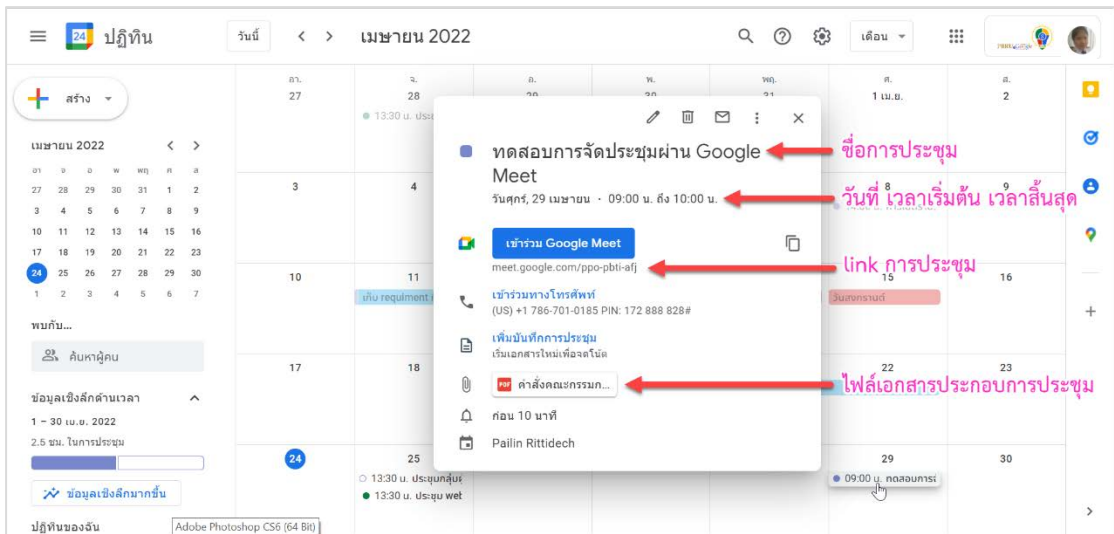 24 ปฏิทิน วันนี้ เมษายน 2022 เดือน
สร้าง
อา. จ. อ. พ. พฤ. ศ. ส.
27 28 29 30 31 1 เม.ย. 2
13:30 น.
เมษายน 2022
27 28 29 30 31 1 2
3 4 5 6 7 8 9
10 11 12 13 14 15 16
17 18 19 20 21 22 23
24 25 26 27 28 29 30
1 2 3 4 5 6 7
พบกับ...
ค้นหาผู้คน
ข้อมูลเชิงลึกด้านเวลา
1 – 30 เม.ย. 2022
2.5 ชม. ในการประชุม
ข้อมูลเชิงลึกมากขึ้น
ปฏิทินของฉัน
Adobe Photoshop CS6 (64 Bit)
3 4 8 9
10 11 15 16
เก็บ requirment
วันสงกรานต์
17 18 22 23
24 25 29 30
13:30 น. ประชุมกลุ่ม
13:30 น. ประชุม wet
09:00 น. ทดสอบการ
ทดสอบการจัดประชุมผ่าน Google
Meet
ชื่อการประชุม
วันศุกร์, 29 เมษายน · 09:00 น. ถึง 10:00 น.
วันที่ เวลาเริ่มต้น เวลาสิ้นสุด
เข้าร่วม Google Meet
meet.google.com/ppo-pbti-afj
link การประชุม
เข้าร่วมทางโทรศัพท์
(US) +1 786-701-0185 PIN: 172 888 828#
เพิ่มบันทึกการประชุม
เริ่มเอกสารใหม่เพื่อจดโน้ต
PDF คำสั่งคณะกรรมก...
ไฟล์เอกสารประกอบการประชุม
ก่อน 10 นาที
Pailin Rittidech